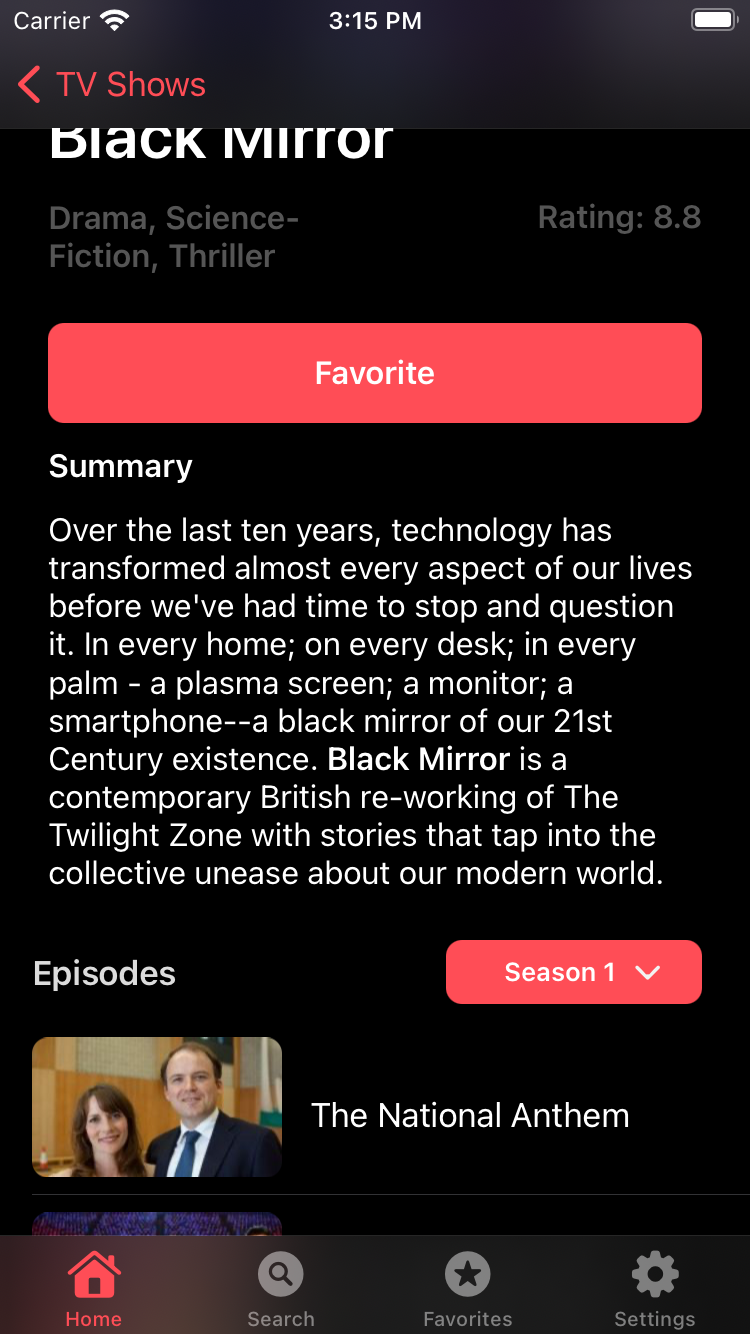 Carrier 3:15 PM
TV Shows
Black Mirror
Drama, Science-
Fiction, Thriller
Rating: 8.8
Favorite
Summary
Over the last ten years, technology has
transformed almost every aspect of our lives
before we've had time to stop and question
it. In every home; on every desk; in every
palm - a plasma screen; a monitor; a
smartphone--a black mirror of our 21st
Century existence. Black Mirror is a
contemporary British re-working of The
Twilight Zone with stories that tap into the
collective unease about our modern world.
Episodes
Season 1
The National Anthem
Home
Search
Favorites
Settings